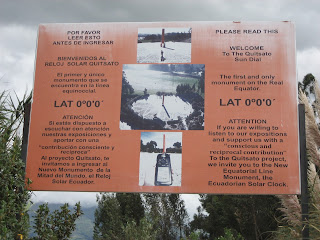 POR FAVOR
LEER ESTO
ANTES DE INGRESAR
BIENVENIDOS AL
RELOJ SOLAR QUITSATO
El primer y único
monumento que se
encuentra en la línea
equinoccial
LAT 0º0'0"
ATENCIÓN
Si estás dispuesto a
escuchar con atención
nuestras exposiciones y
aportar con una
"contribución consciente y
recíproca"
Al proyecto Quitsato, te
invitamos a ingresar al
Nuevo Monumento de la
Mitad del Mundo, el Reloj
Solar Ecuador.
PLEASE READ THIS
WELCOME
To The Quitsato
Sun Dial
The first and only
monument on the Real
Equator.
LAT 0º0'0"
ATTENTION
If you are willing to
listen to our expositions
and support us with a
"conscious and
reciprocal contribution"
To the Quitsato project,
we invite you to the New
Equatorial Line
Monument, the
Ecuadorian Solar Clock.